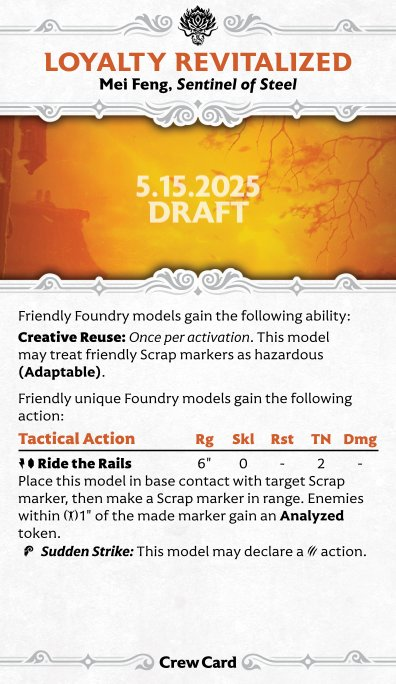 LOYALTY REVITALIZED
Mei Feng, Sentinel of Steel
5.15.2025
DRAFT
Friendly Foundry models gain the following ability:
Creative Reuse: Once per activation. This model
may treat friendly Scrap markers as hazardous
(Adaptable).
Friendly unique Foundry models gain the following
action:
Tactical Action Rg Skl Rst TN Dmg
Ride the Rails 6" 0 - 2 -
Place this model in base contact with target Scrap
marker, then make a Scrap marker in range. Enemies
within 1" of the made marker gain an Analyzed
token.
Sudden Strike: This model may declare a action.
Crew Card